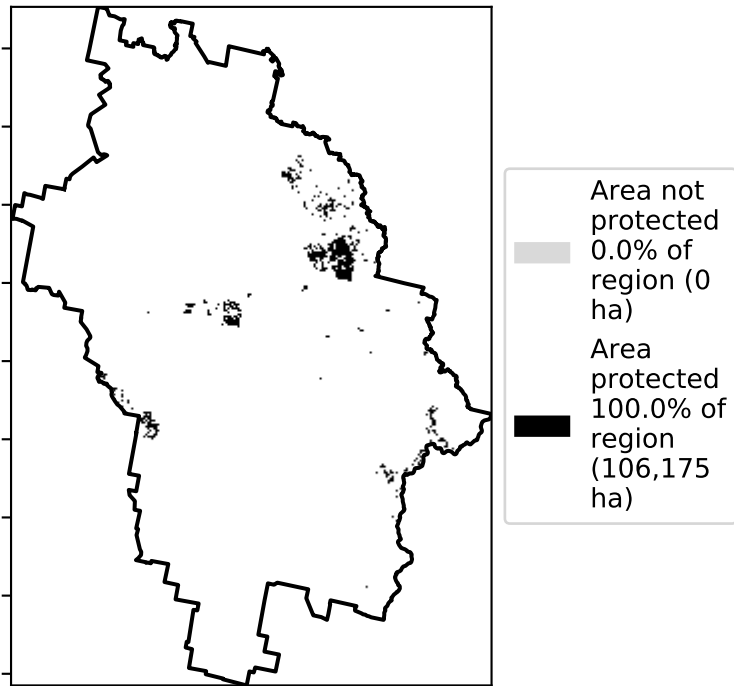 Area not
protected
0.0% of
region (0
ha)
Area
protected
100.0% of
region
(106,175
ha)